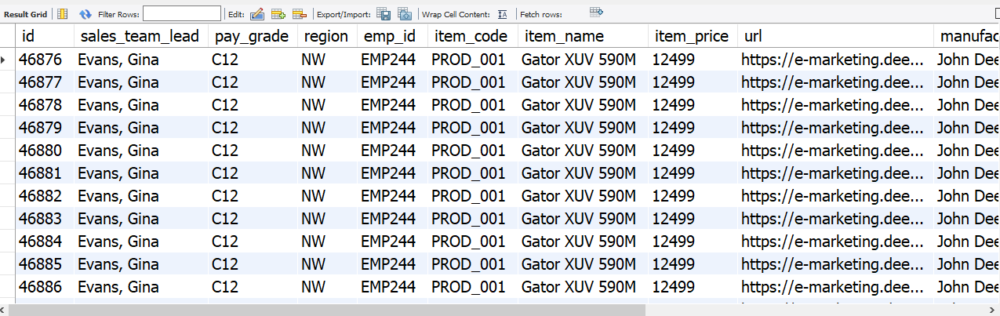 Result Grid Filter Rows: Edit: Export/Import: Wrap Cell Content: Fetch rows:
id sales_team_lead pay_grade region emp_id item_code item_name item_price url manufac
46876 Evans, Gina C12 NW EMP244 PROD_001 Gator XUV 590M 12499 https://e-marketing.dee... John Dee
46877 Evans, Gina C12 NW EMP244 PROD_001 Gator XUV 590M 12499 https://e-marketing.dee... John Dee
46878 Evans, Gina C12 NW EMP244 PROD_001 Gator XUV 590M 12499 https://e-marketing.dee... John Dee
46879 Evans, Gina C12 NW EMP244 PROD_001 Gator XUV 590M 12499 https://e-marketing.dee... John Dee
46880 Evans, Gina C12 NW EMP244 PROD_001 Gator XUV 590M 12499 https://e-marketing.dee... John Dee
46881 Evans, Gina C12 NW EMP244 PROD_001 Gator XUV 590M 12499 https://e-marketing.dee... John Dee
46882 Evans, Gina C12 NW EMP244 PROD_001 Gator XUV 590M 12499 https://e-marketing.dee... John Dee
46883 Evans, Gina C12 NW EMP244 PROD_001 Gator XUV 590M 12499 https://e-marketing.dee... John Dee
46884 Evans, Gina C12 NW EMP244 PROD_001 Gator XUV 590M 12499 https://e-marketing.dee... John Dee
46885 Evans, Gina C12 NW EMP244 PROD_001 Gator XUV 590M 12499 https://e-marketing.dee... John Dee
46886 Evans, Gina C12 NW EMP244 PROD_001 Gator XUV 590M 12499 https://e-marketing.dee... John Dee